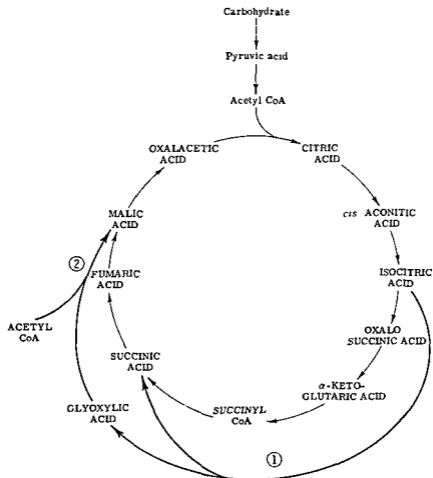 Carbohydrate
Pyruvic acid
Acetyl CoA
OXALACETIC
ACID
CITRIC
ACID
MALIC
ACID
cis ACONITIC
ACID
②
FUMARIC
ACID
ISOCITRIC
ACID
ACETYL
CoA
OXALO
SUCCINIC ACID
SUCCINIC
ACID
α-KETO-
GLUTARIC ACID
GLYOXYLIC
ACID
SUCCINYL
CoA
①